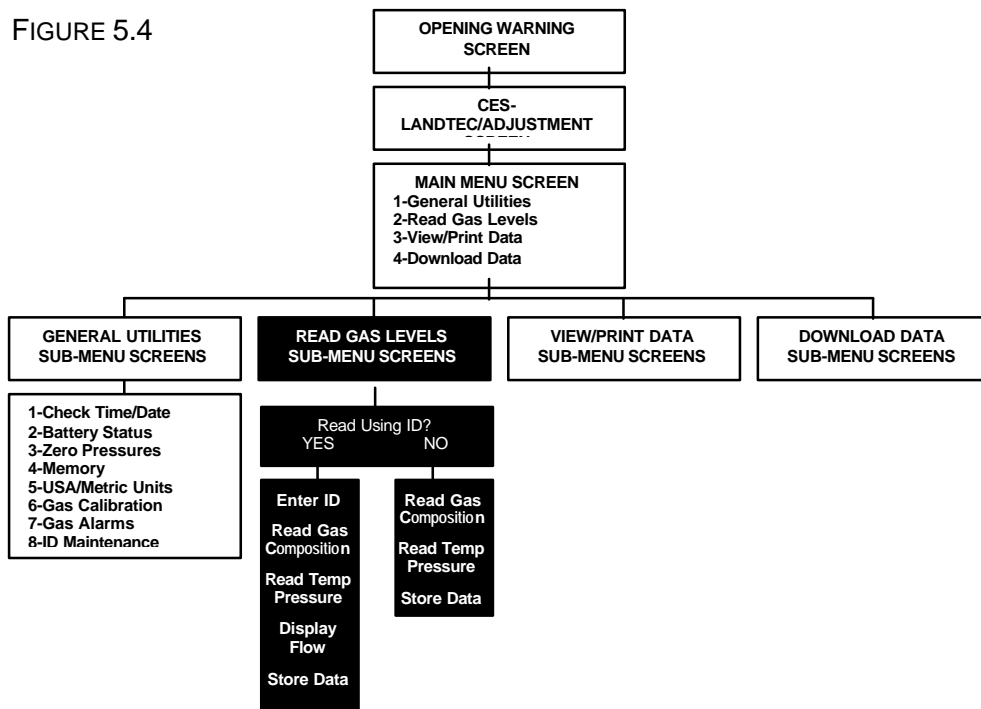 FIGURE 5.4
OPENING WARNING
SCREEN
CES-
LANDTEC/ADJUSTMENT
SCREEN
MAIN MENU SCREEN
1-General Utilities
2-Read Gas Levels
3-View/Print Data
4-Download Data
GENERAL UTILITIES
SUB-MENU SCREENS
READ GAS LEVELS
SUB-MENU SCREENS
VIEW/PRINT DATA
SUB-MENU SCREENS
DOWNLOAD DATA
SUB-MENU SCREENS
1-Check Time/Date
2-Battery Status
3-Zero Pressures
4-Memory
5-USA/Metric Units
6-Gas Calibration
7-Gas Alarms
8-ID Maintenance
Read Using ID?
YES NO
Enter ID
Read Gas
Composition
Read Temp
Pressure
Display
Flow
Store Data
Read Gas
Composition
Read Temp
Pressure
Store Data